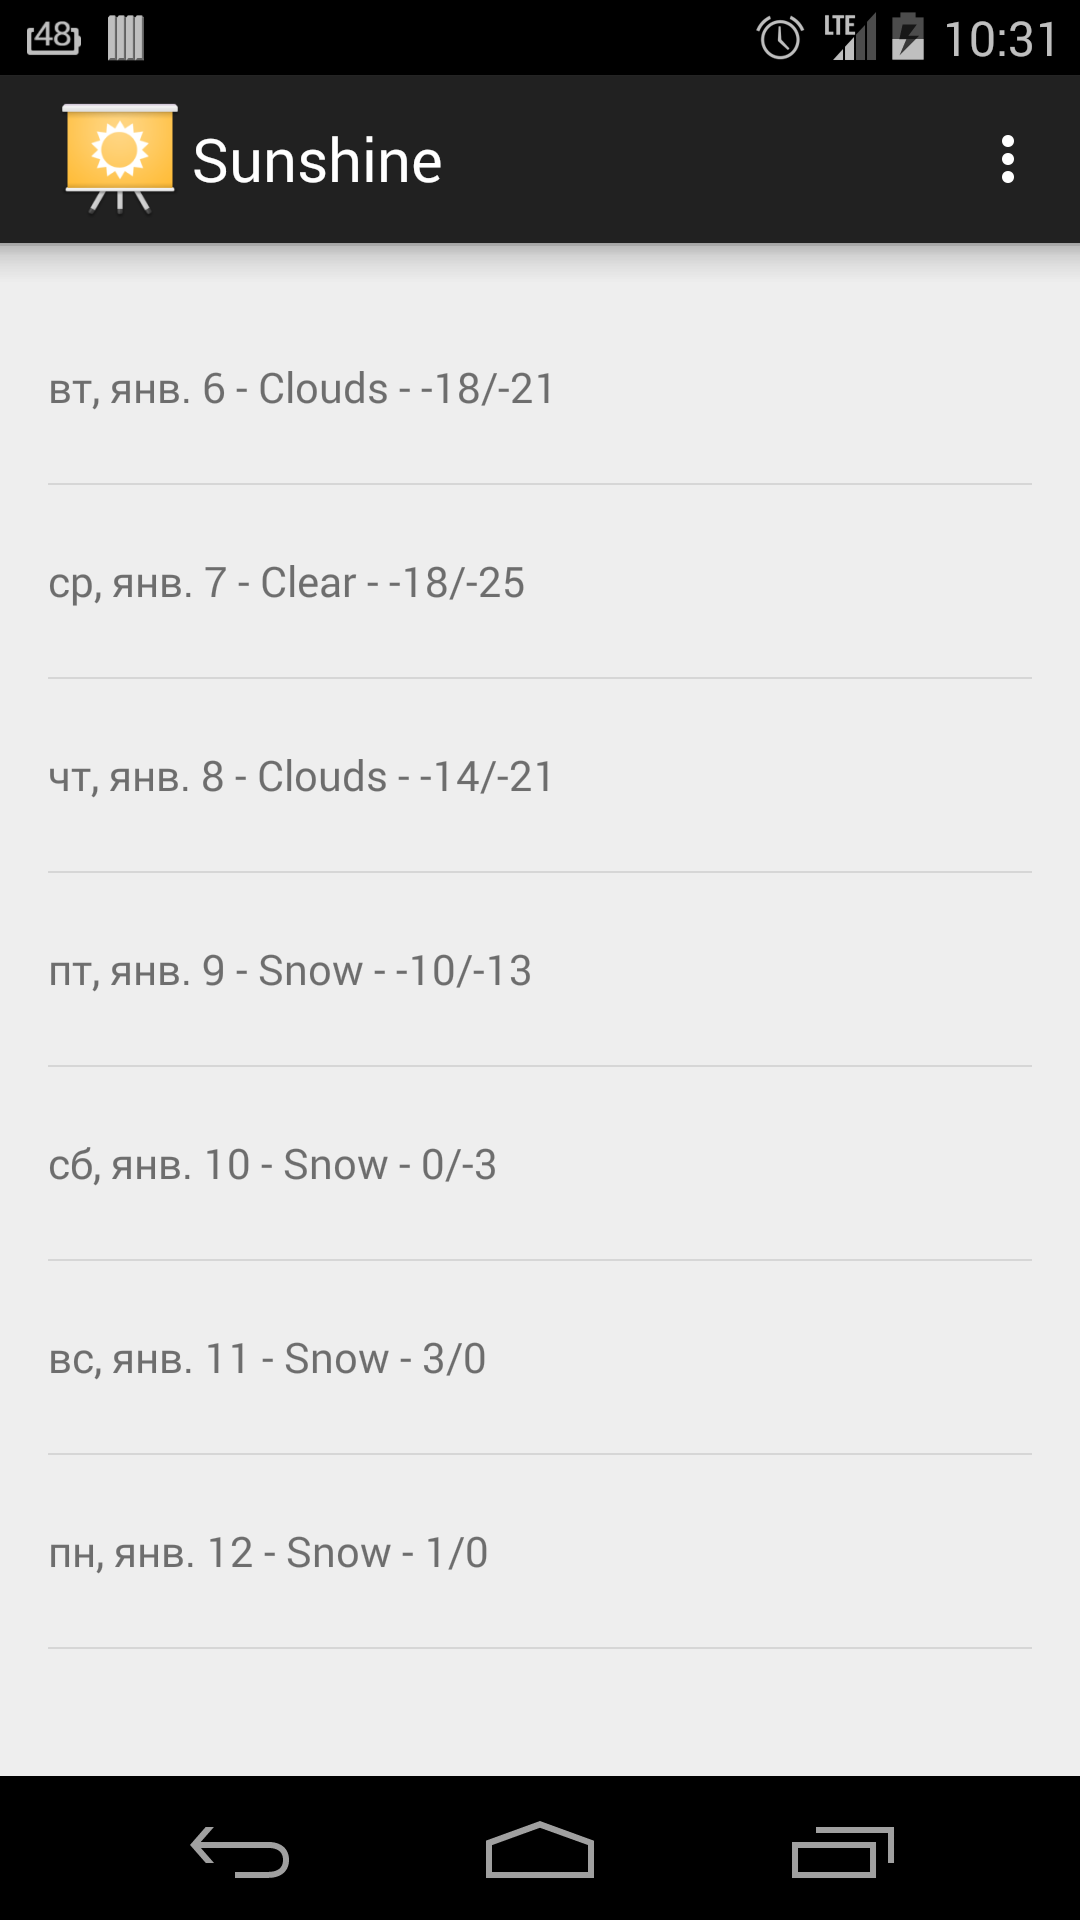 48
LTE
10:31
Sunshine
вт, янв. 6 - Clouds - -18/-21
ср, янв. 7 - Clear - -18/-25
чт, янв. 8 - Clouds - -14/-21
пт, янв. 9 - Snow - -10/-13
сб, янв. 10 - Snow - 0/-3
вс, янв. 11 - Snow - 3/0
пн, янв. 12 - Snow - 1/0